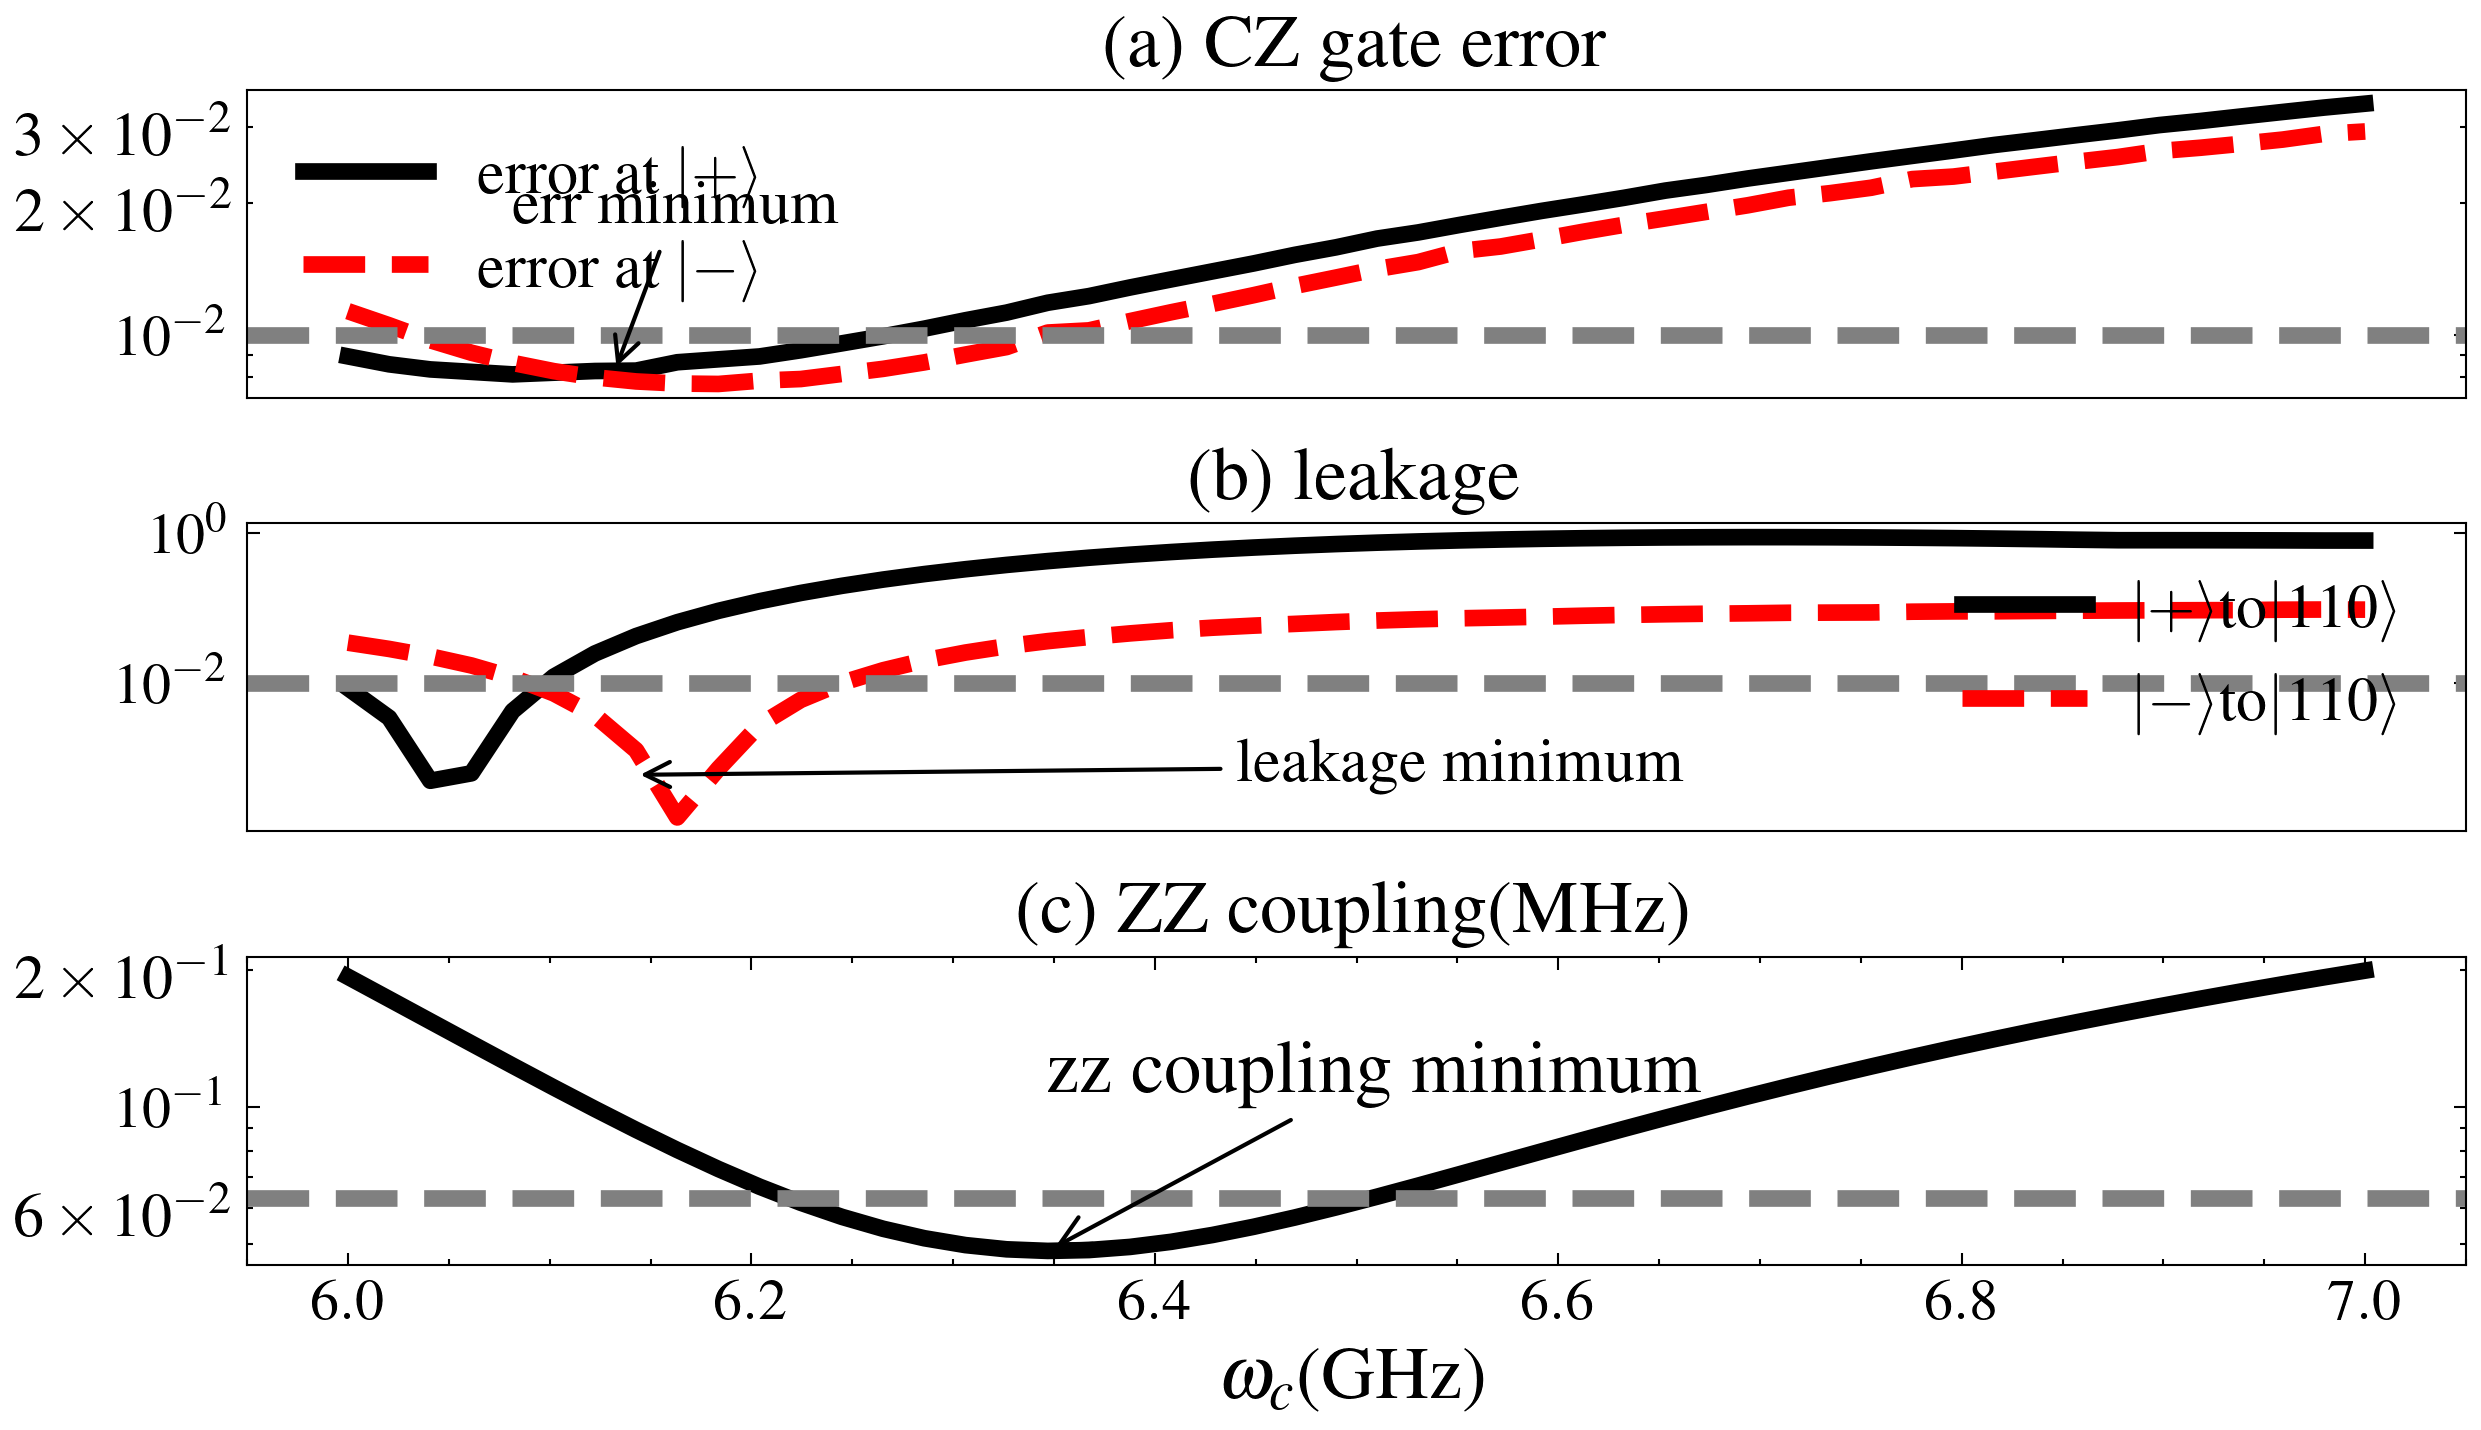 (a) CZ gate error
3 × 10⁻²
2 × 10⁻²
10⁻²
error at |+⟩
err minimum
error at |−⟩
(b) leakage
10⁰
10⁻²
|+⟩to|110⟩
|−⟩to|110⟩
leakage minimum
(c) ZZ coupling(MHz)
2 × 10⁻¹
10⁻¹
6 × 10⁻²
zz coupling minimum
6.0 6.2 6.4 6.6 6.8 7.0
ω_c(GHz)